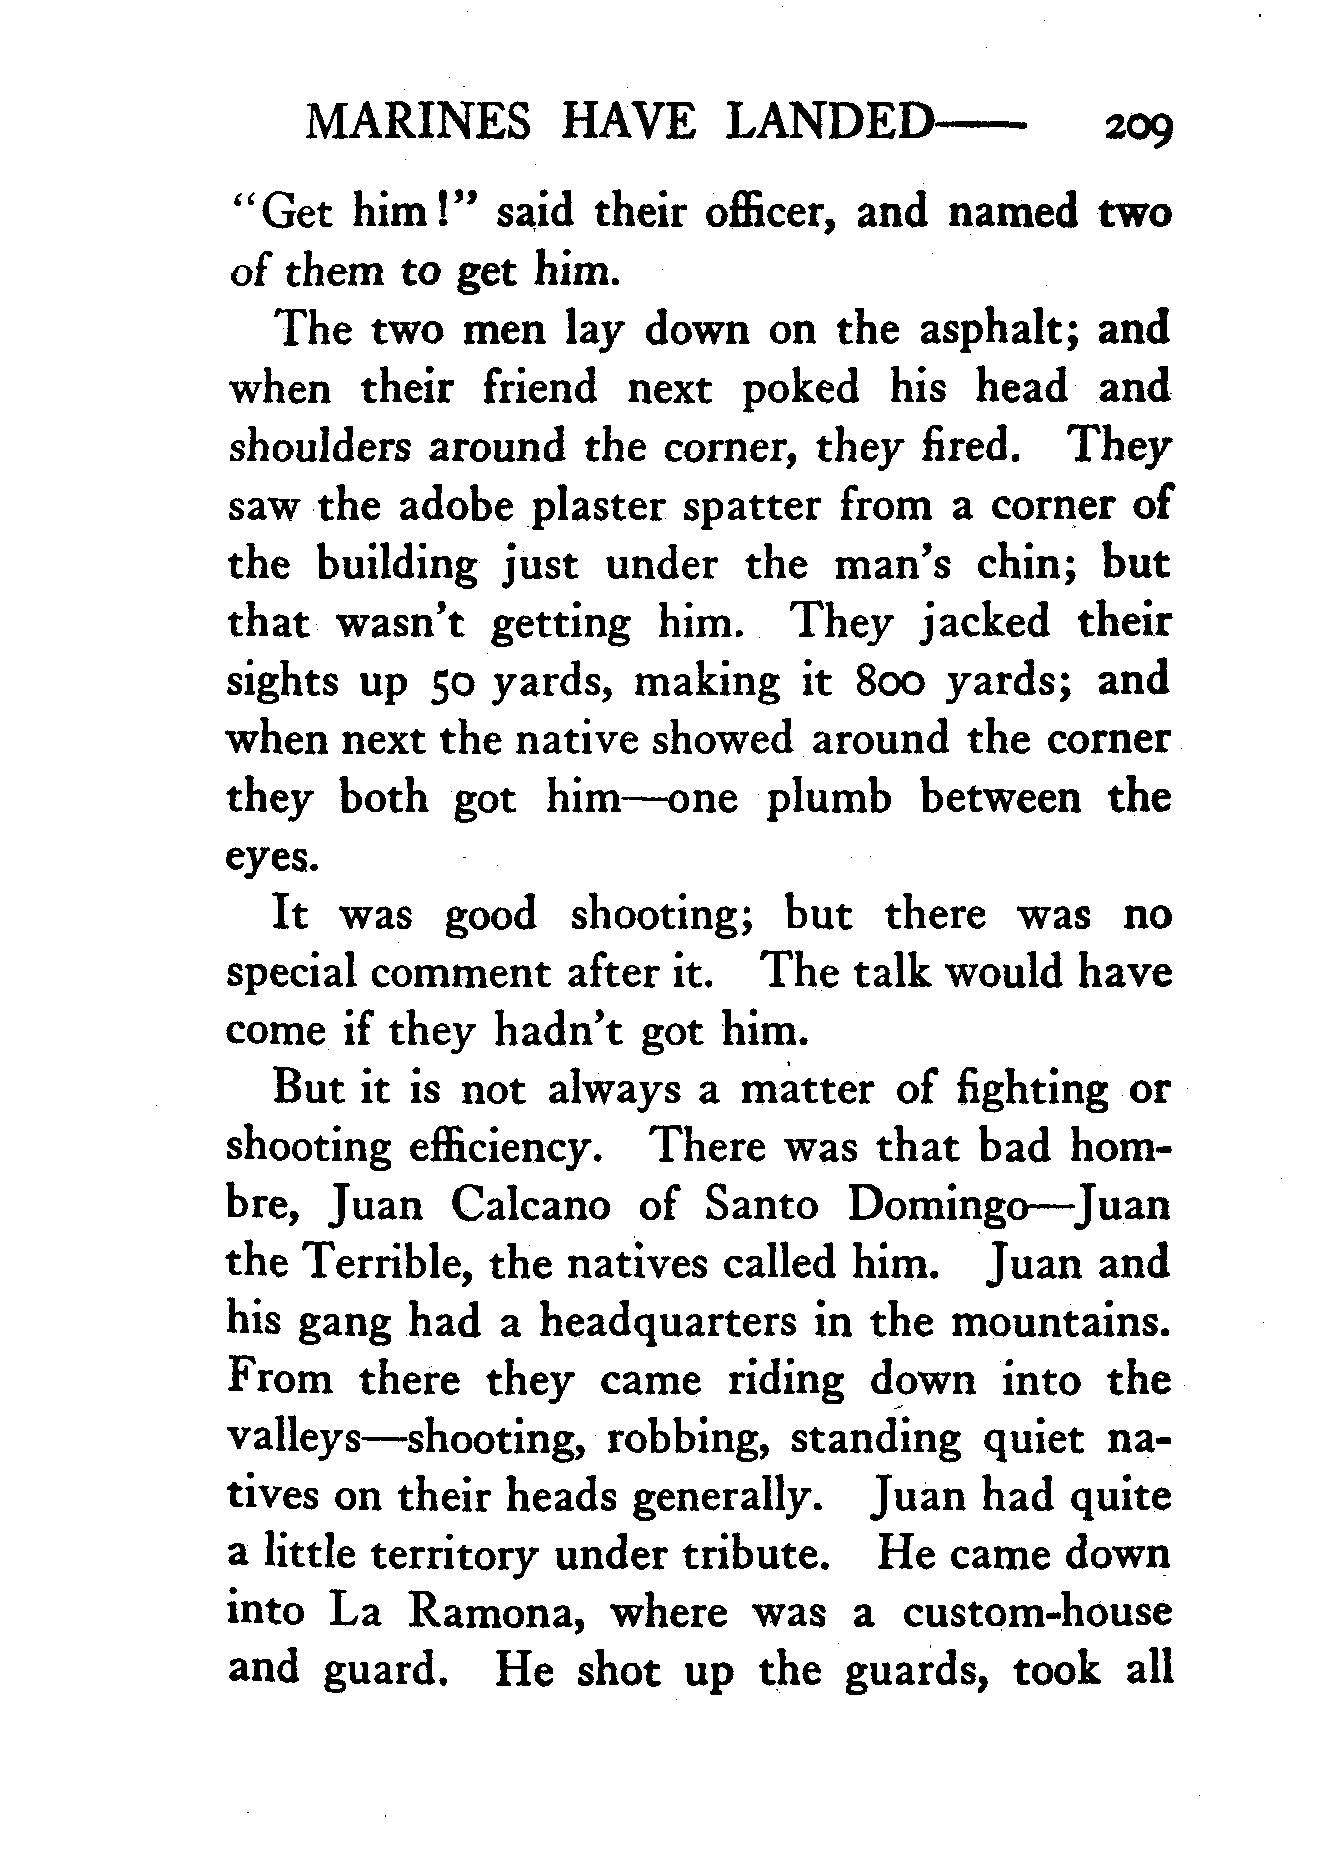 MARINES HAVE LANDED— 209
"Get him!" said their officer, and named two
of them to get him.
The two men lay down on the asphalt; and
when their friend next poked his head and
shoulders around the corner, they fired. They
saw the adobe plaster spatter from a corner of
the building just under the man's chin; but
that wasn't getting him. They jacked their
sights up 50 yards, making it 800 yards; and
when next the native showed around the corner
they both got him—one plumb between the
eyes.
It was good shooting; but there was no
special comment after it. The talk would have
come if they hadn't got him.
But it is not always a matter of fighting or
shooting efficiency. There was that bad hom-
bre, Juan Calcano of Santo Domingo—Juan
the Terrible, the natives called him. Juan and
his gang had a headquarters in the mountains.
From there they came riding down into the
valleys—shooting, robbing, standing quiet na-
tives on their heads generally. Juan had quite
a little territory under tribute. He came down
into La Ramona, where was a custom-house
and guard. He shot up the guards, took all